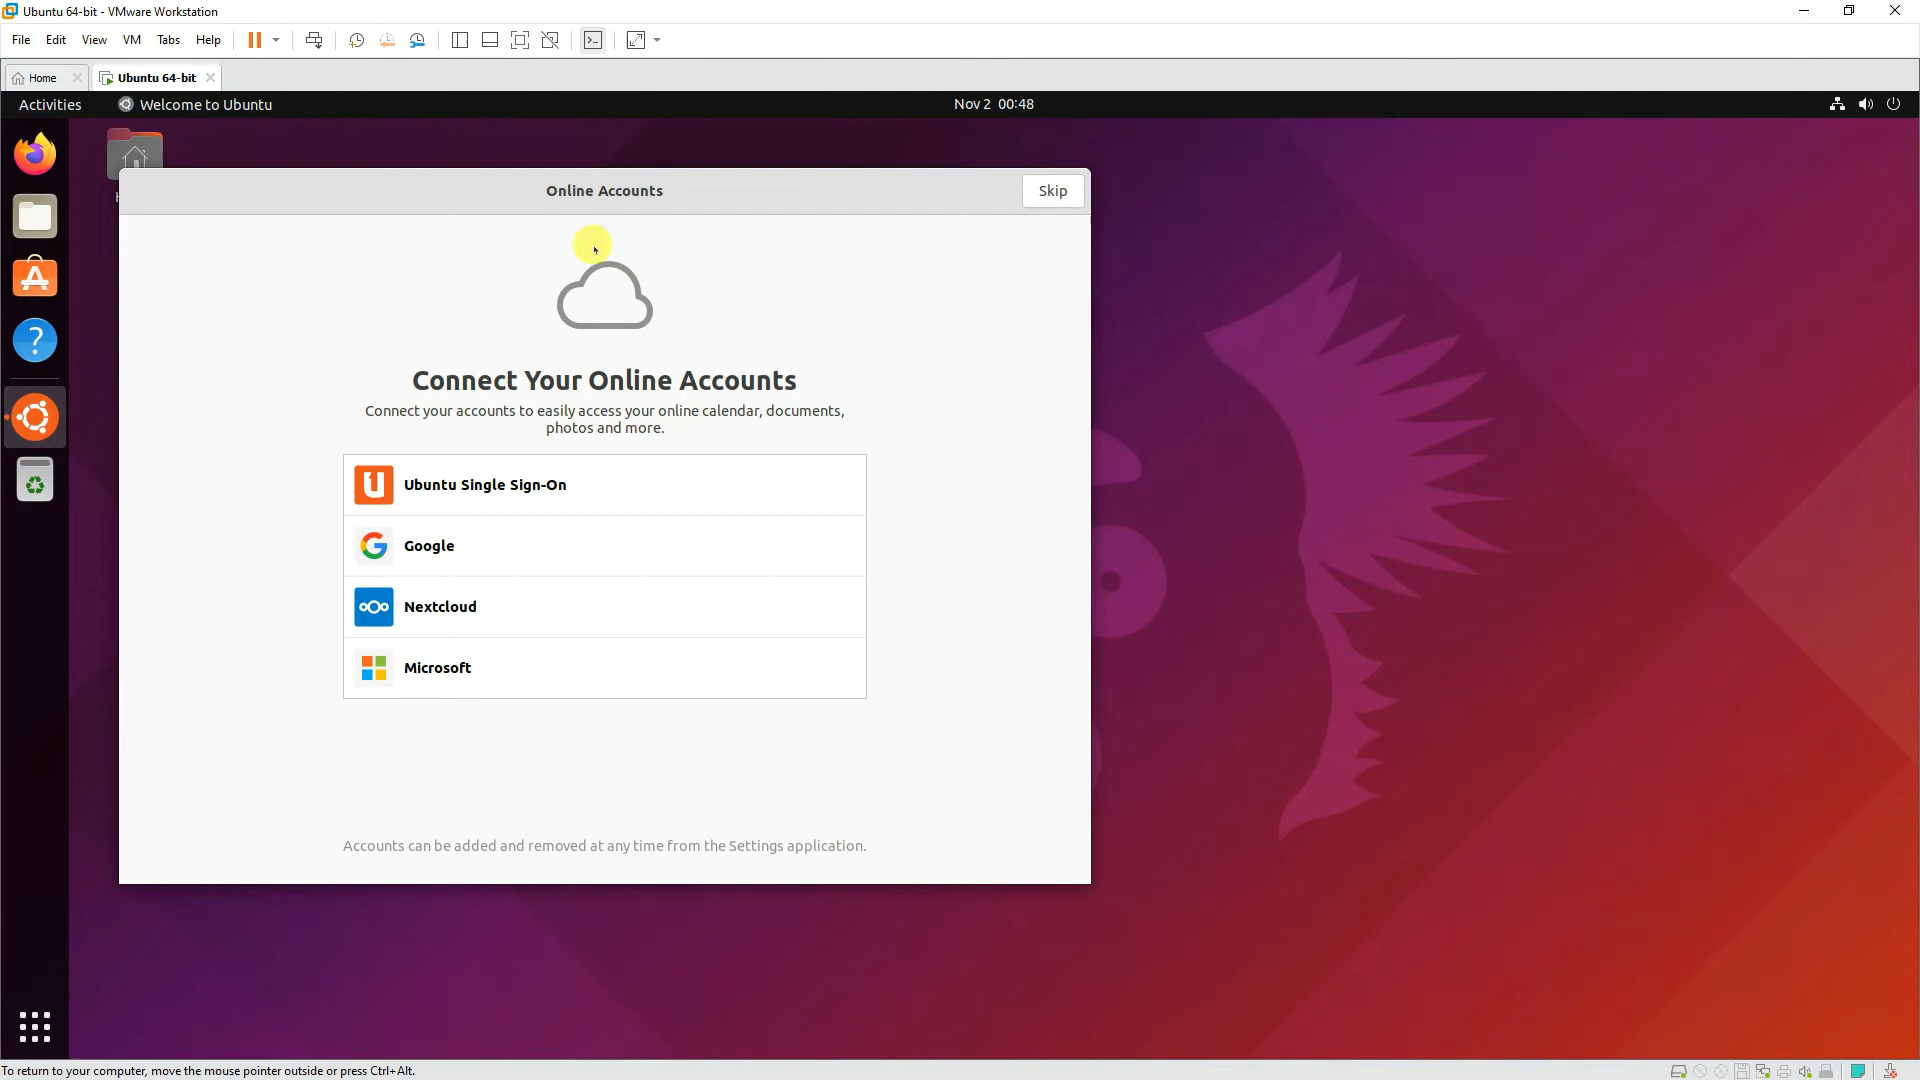 Ubuntu 64-bit - VMware Workstation
File Edit View VM Tabs Help
Home Ubuntu 64-bit
Activities Welcome to Ubuntu Nov 2 00:48
Online Accounts Skip
Connect Your Online Accounts
Connect your accounts to easily access your online calendar, documents,
photos and more.
Ubuntu Single Sign-On
Google
Nextcloud
Microsoft
Accounts can be added and removed at any time from the Settings application.
To return to your computer, move the mouse pointer outside or press Ctrl+Alt.